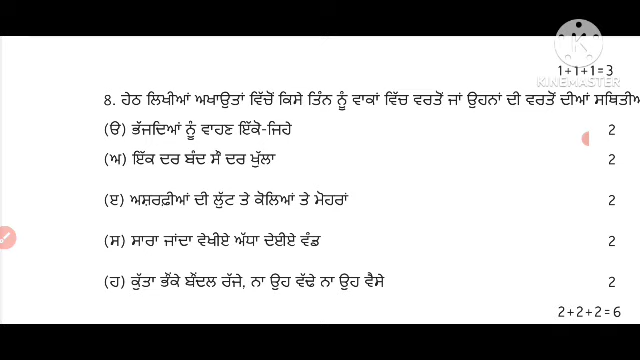 1+1+1=3
KINEMASTER
8. ਹੇਠ ਲਿਖੀਆਂ ਅਖਾਉਤਾਂ ਵਿੱਚੋਂ ਕਿਸੇ ਤਿੰਨ ਨੂੰ ਵਾਕਾਂ ਵਿੱਚ ਵਰਤੋਂ ਜਾਂ ਉਹਨਾਂ ਦੀ ਵਰਤੋਂ ਦੀਆਂ ਸਥਿਤੀਅ
(ੳ) ਭੱਜਦਿਆਂ ਨੂੰ ਵਾਹਣ ਇੱਕੋ-ਜਿਹੇ 2
(ਅ) ਇੱਕ ਦਰ ਬੰਦ ਸੌ ਦਰ ਖੁੱਲਾ 2
(ੲ) ਅਸ਼ਰਫ਼ੀਆਂ ਦੀ ਲੁੱਟ ਤੇ ਕੋਲਿਆਂ ਤੇ ਮੋਹਰਾਂ 2
(ਸ) ਸਾਰਾ ਜਾਂਦਾ ਵੇਖੀਏ ਅੱਧਾ ਦੇਈਏ ਵੰਡ 2
(ਹ) ਕੁੱਤਾ ਭੌਂਕੇ ਬੌਂਦਲ ਰੱਜੇ, ਨਾ ਉਹ ਵੱਢੇ ਨਾ ਉਹ ਵੈਸੇ 2
2+2+2=6